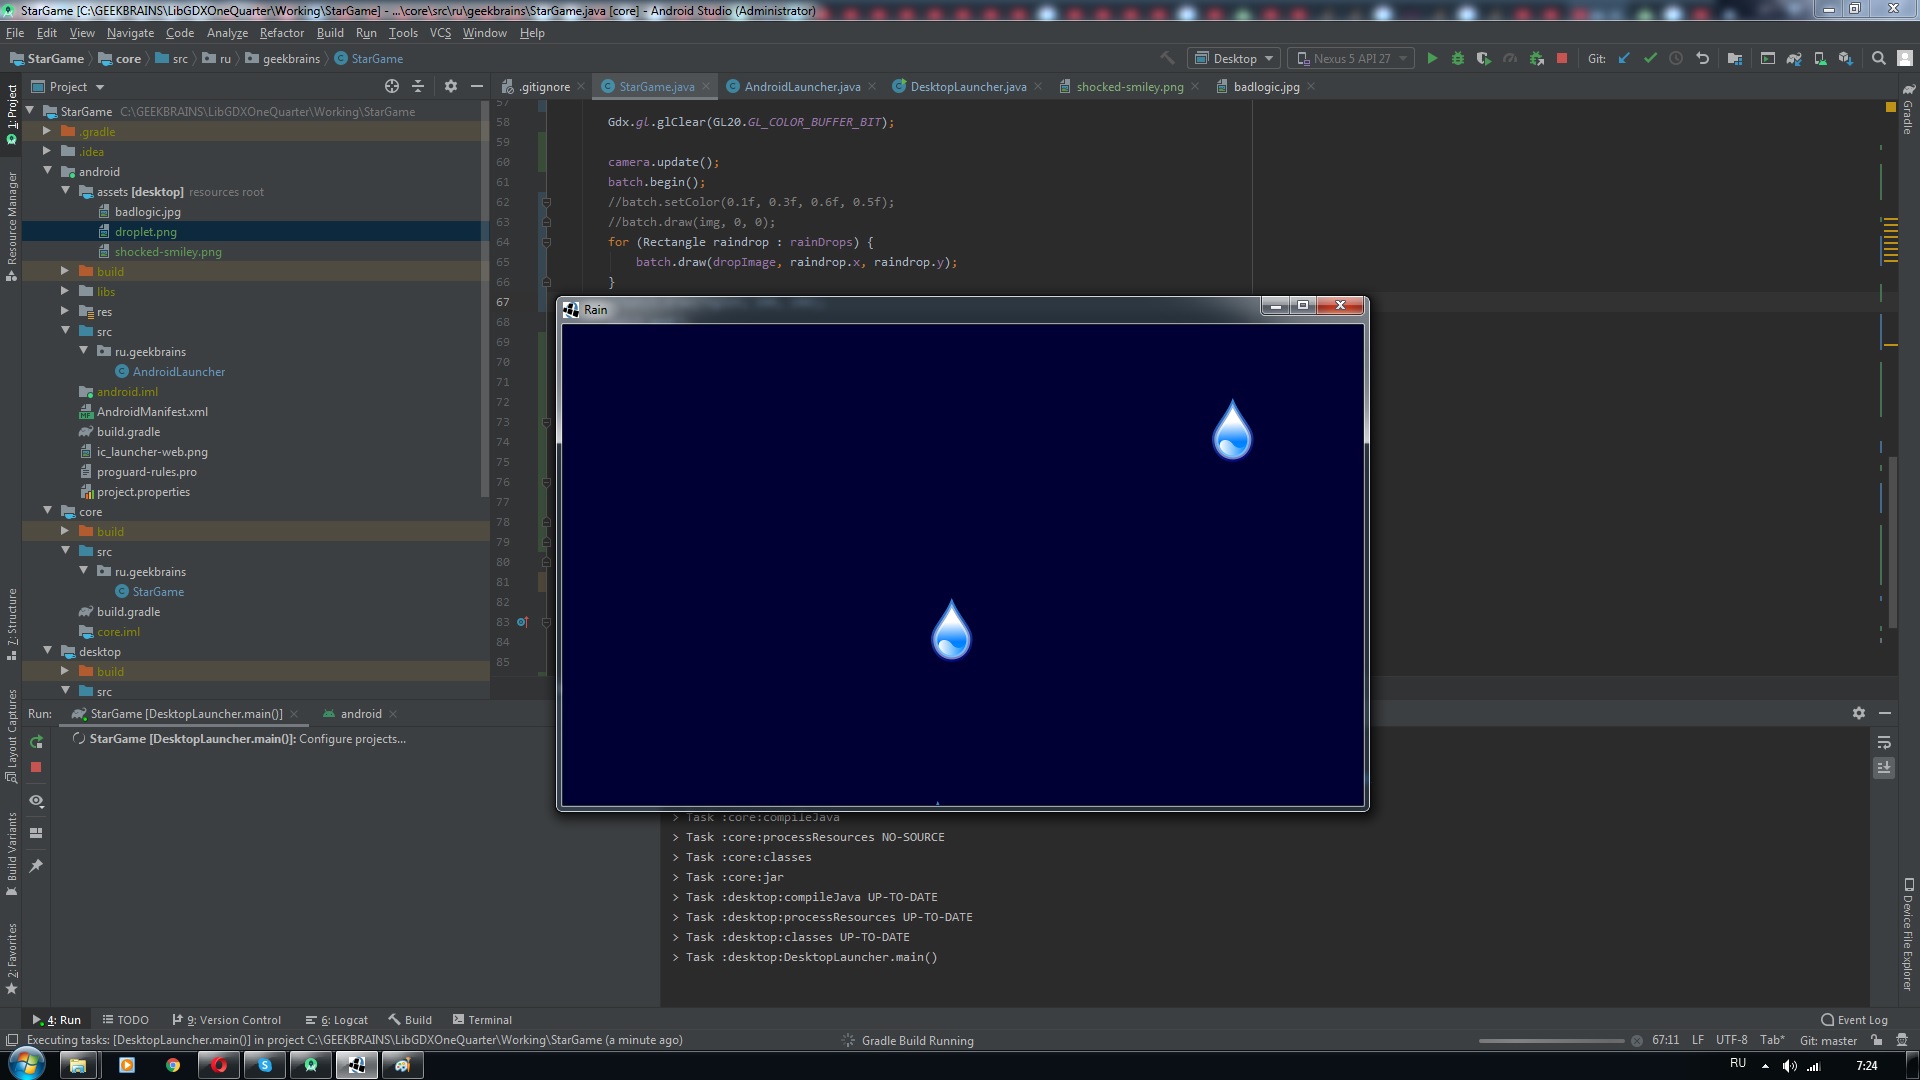 StarGame [C:\GEEKBRAINS\LibGDXOneQuarter\Working\StarGame] - ...\core\src\ru\geekbrains\StarGame.java [core] - Android Studio (Administrator)
File Edit View Navigate Code Analyze Refactor Build Run Tools VCS Window Help
StarGame core src ru geekbrains StarGame Desktop Nexus 5 API 27 Git:
Project .gitignore StarGame.java AndroidLauncher.java DesktopLauncher.java shocked-smiley.png badlogic.jpg
1: Project
Resource Manager
7: Structure
Layout Captures
Build Variants
2: Favorites
StarGame C:\GEEKBRAINS\LibGDXOneQuarter\Working\StarGame
.gradle
.idea
android
assets [desktop] resources root
badlogic.jpg
droplet.png
shocked-smiley.png
build
libs
res
src
ru.geekbrains
AndroidLauncher
android.iml
AndroidManifest.xml
build.gradle
ic_launcher-web.png
proguard-rules.pro
project.properties
core
build
src
ru.geekbrains
StarGame
build.gradle
core.iml
desktop
build
src
57
58 Gdx.gl.glClear(GL20.GL_COLOR_BUFFER_BIT);
59
60 camera.update();
61 batch.begin();
62 //batch.setColor(0.1f, 0.3f, 0.6f, 0.5f);
63 //batch.draw(img, 0, 0);
64 for (Rectangle raindrop : rainDrops) {
65 batch.draw(dropImage, raindrop.x, raindrop.y);
66 }
67
68
69
70
71
72
73
74
75
76
77
78
79
80
81
82
83
84
85
Rain
Gradle
Device File Explorer
Run: StarGame [DesktopLauncher.main()] android
StarGame [DesktopLauncher.main()]: Configure projects...
> Task :core:compileJava
> Task :core:processResources NO-SOURCE
> Task :core:classes
> Task :core:jar
> Task :desktop:compileJava UP-TO-DATE
> Task :desktop:processResources UP-TO-DATE
> Task :desktop:classes UP-TO-DATE
> Task :desktop:DesktopLauncher.main()
4: Run TODO 9: Version Control 6: Logcat Build Terminal Event Log
Executing tasks: [DesktopLauncher.main()] in project C:\GEEKBRAINS\LibGDXOneQuarter\Working\StarGame (a minute ago) Gradle Build Running 67:11 LF UTF-8 Tab* Git: master
RU 7:24